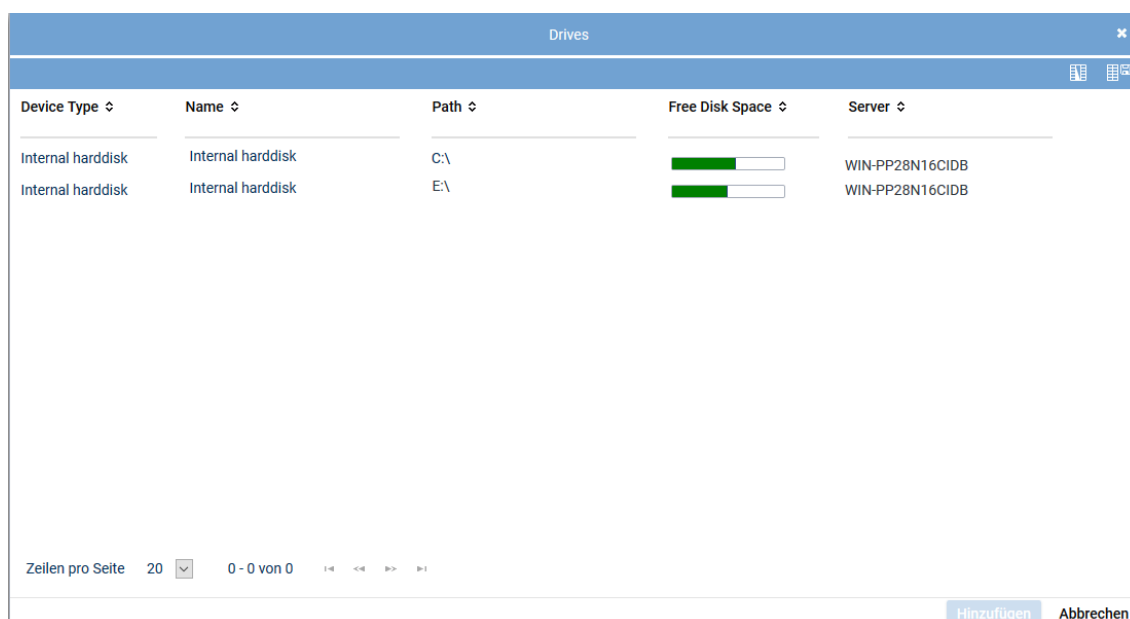 Drives
Device Type Name Path Free Disk Space Server
Internal harddisk Internal harddisk C:\ WIN-PP28N16CIDB
Internal harddisk Internal harddisk E:\ WIN-PP28N16CIDB
Zeilen pro Seite 20 0 - 0 von 0
Hinzufügen Abbrechen